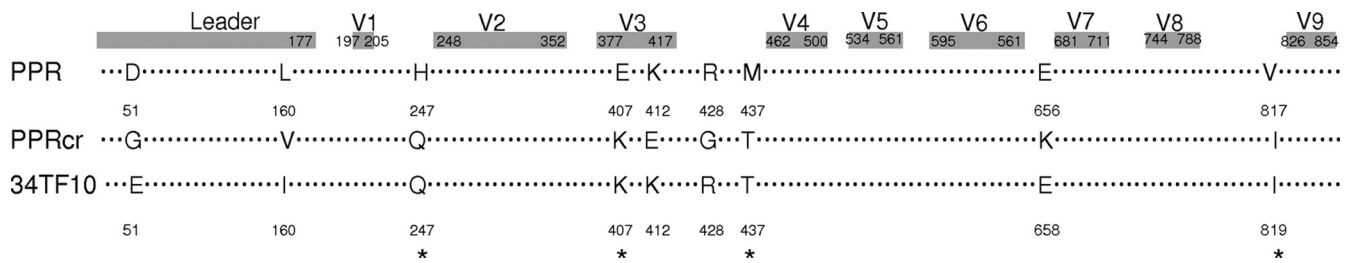 Leader V1 V2 V3 V4 V5 V6 V7 V8 V9
177 197 205 248 352 377 417 462 500 534 561 595 561 681 711 744 788 826 854
PPR ···D···L···H···E·K···R··M···E···V···
51 160 247 407 412 428 437 656 817
PPRcr ···G···V···Q···K·E···G··T···K···I···
34TF10 ···E···I···Q···K·K···R··T···E···I···
51 160 247 407 412 428 437 658 819
* * * *